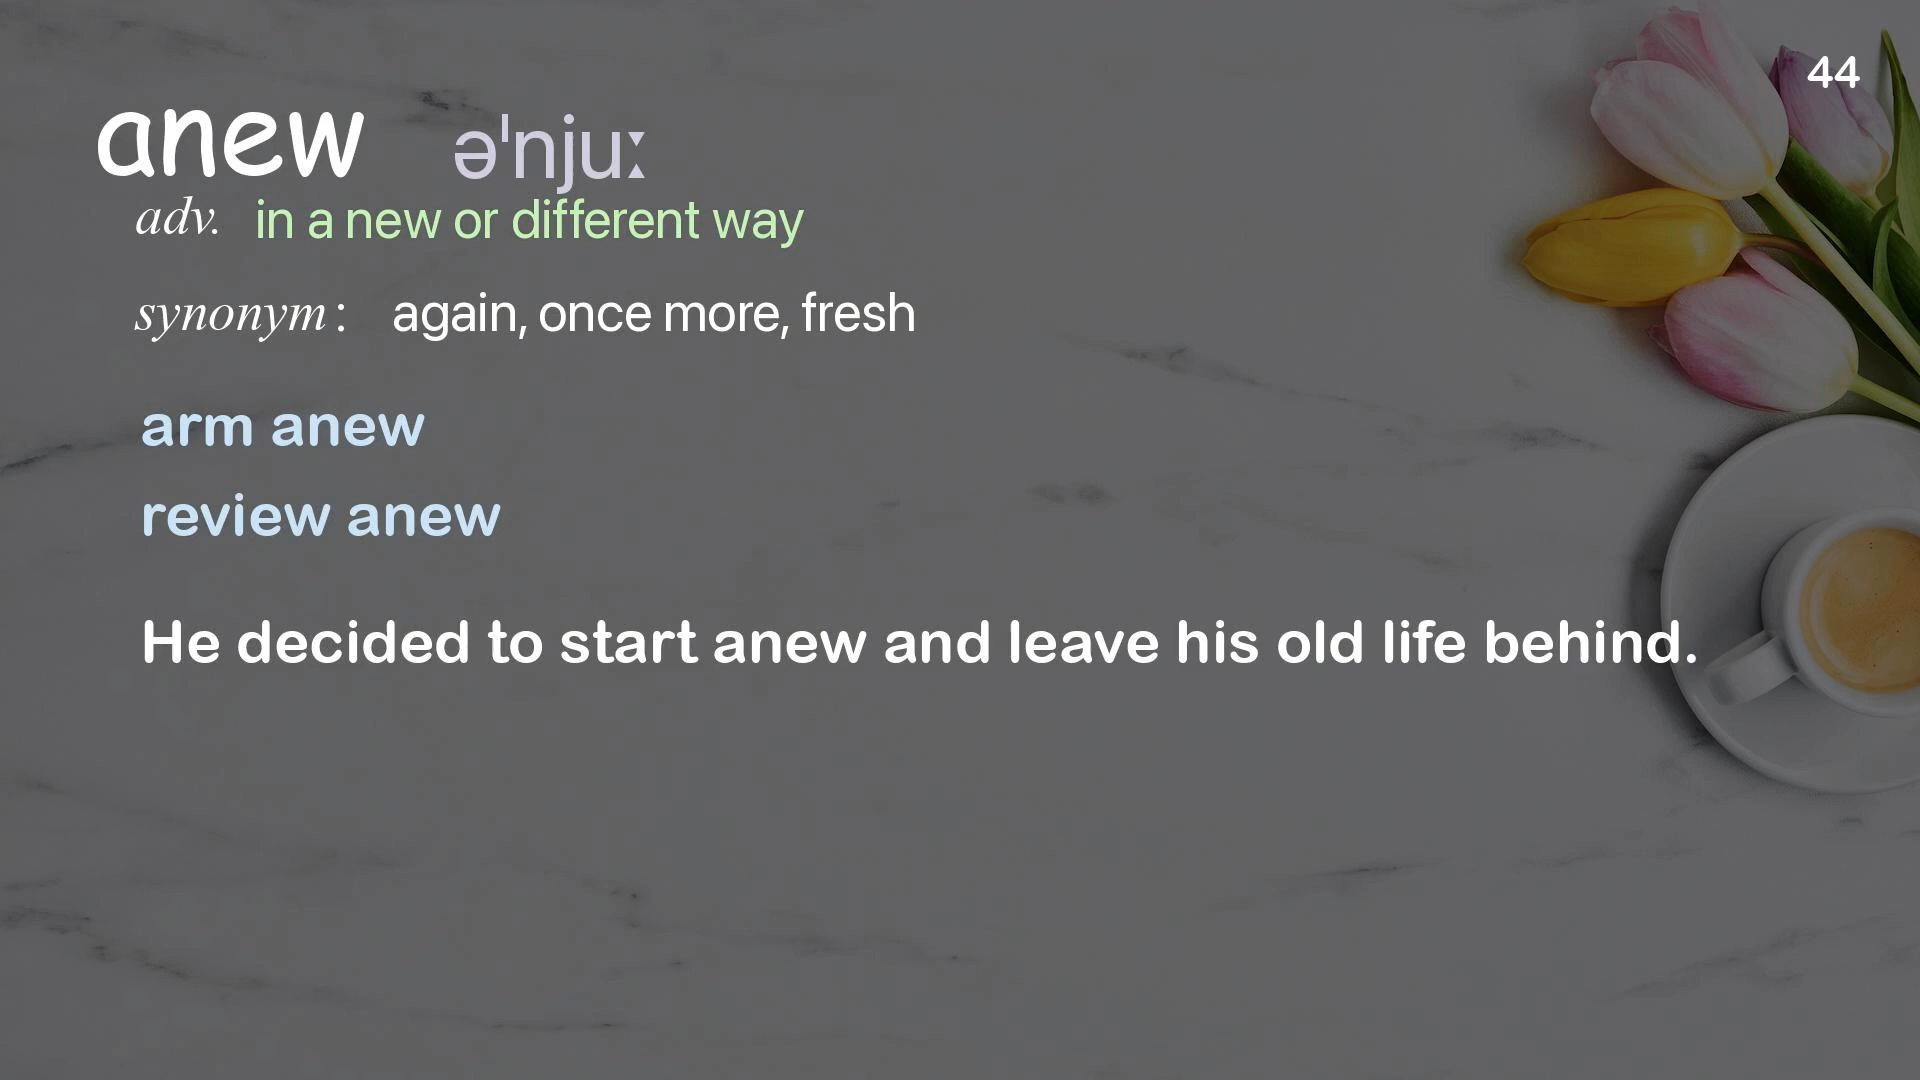 44
anew əˈnjuː
adv. in a new or different way
synonym: again, once more, fresh
arm anew
review anew
He decided to start anew and leave his old life behind.